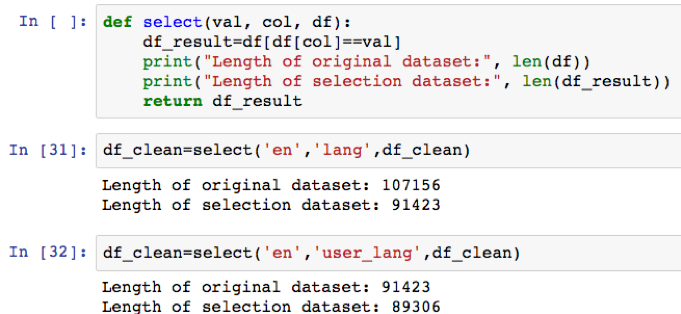 In [ ]: def select(val, col, df):
    df_result=df[df[col]==val]
    print("Length of original dataset:", len(df))
    print("Length of selection dataset:", len(df_result))
    return df_result
In [31]: df_clean=select('en','lang',df_clean)
Length of original dataset: 107156
Length of selection dataset: 91423
In [32]: df_clean=select('en','user_lang',df_clean)
Length of original dataset: 91423
Length of selection dataset: 89306